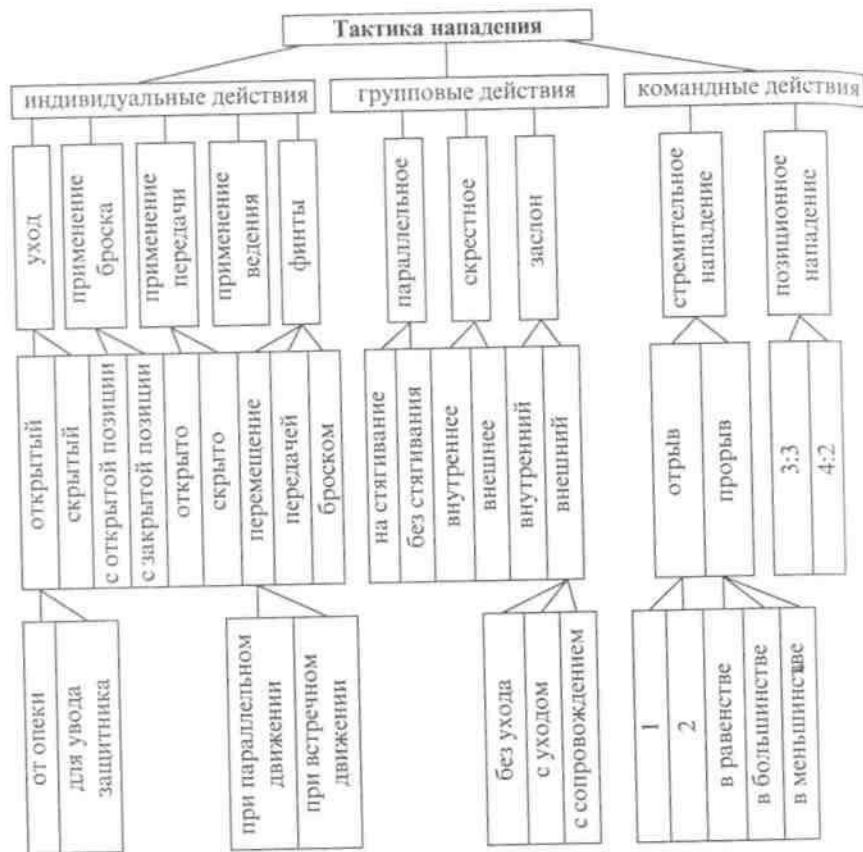 Тактика нападения
индивидуальные действия
групповые действия
командные действия
уход
применение
броска
применение
передачи
применение
ведения
финты
параллельное
скрестное
заслон
стремительное
нападение
позиционное
нападение
открытый
скрытый
с открытой позиции
с закрытой позиции
открыто
скрыто
перемещение
передачей
броском
на стягивание
без стягивания
внутреннее
внешнее
внутренний
внешний
отрыв
прорыв
3:3
4:2
от опеки
для увода
защитника
при параллельном
движении
при встречном
движении
без ухода
с уходом
с сопровождением
1
2
в равенстве
в большинстве
в меньшинстве